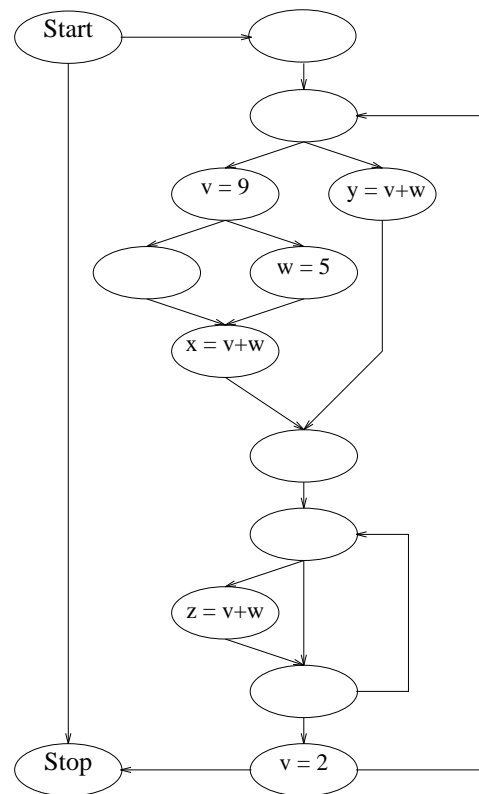 Start
v = 9
y = v+w
w = 5
x = v+w
z = v+w
Stop
v = 2